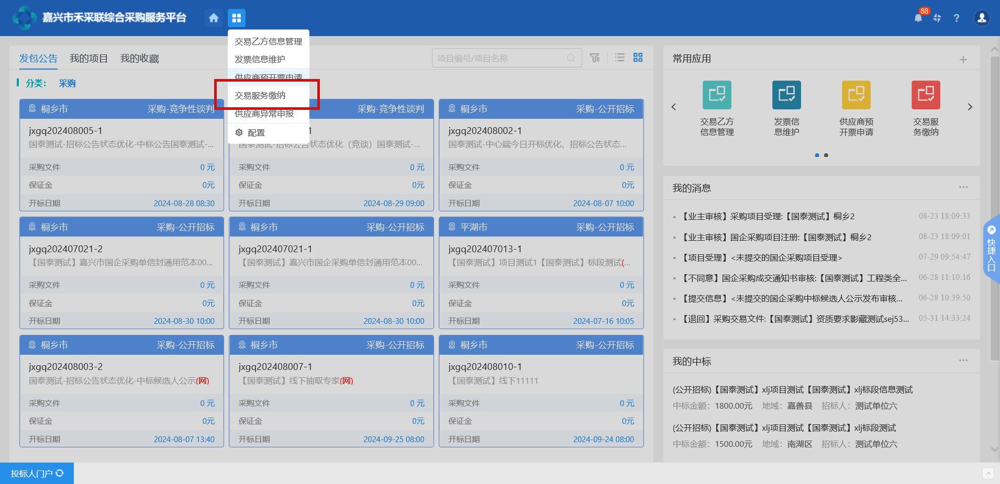 嘉兴市禾采联综合采购服务平台
88
?
交易乙方信息管理
发票信息维护
供应商预开票申请
交易服务缴纳
供应商异常申报
配置
发包公告 我的项目 我的收藏
项目编号/项目名称
分类： 采购
桐乡市 采购-竞争性谈判
jxgq202408005-1
国泰测试-招标公告状态优化-中标公告国泰测试-...
采购文件 0 元
保证金 0元
开标日期 2024-08-28 08:30
采购-竞争性谈判
1
国泰测试-招标公告状态优化（竞谈）国泰测试-...
采购文件 0 元
保证金 0元
开标日期 2024-08-29 09:00
桐乡市 采购-公开招标
jxgq202408002-1
国泰测试-中心端今日开标优化、招标公告状态...
采购文件 0 元
保证金 0元
开标日期 2024-08-07 10:00
桐乡市 采购-公开招标
jxgq202407021-2
【国泰测试】嘉兴市国企采购单信封通用范本00...
采购文件 0 元
保证金 0元
开标日期 2024-08-30 10:00
桐乡市 采购-公开招标
jxgq202407021-1
【国泰测试】嘉兴市国企采购单信封通用范本00...
采购文件 0 元
保证金 0元
开标日期 2024-08-30 10:00
平湖市 采购-公开招标
jxgq202407013-1
【国泰测试】项目测试1【国泰测试】标段测试(...
采购文件 0 元
保证金 0元
开标日期 2024-07-16 10:05
桐乡市 采购-公开招标
jxgq202408003-2
国泰测试-招标公告状态优化-中标候选人公示(网)
采购文件 0 元
保证金 0元
开标日期 2024-08-07 13:40
桐乡市 采购-公开招标
jxgq202408007-1
【国泰测试】线下抽取专家(网)
采购文件 0 元
保证金 0元
开标日期 2024-09-25 08:00
桐乡市 采购-公开招标
jxgq202408010-1
【国泰测试】线下11111
采购文件 0 元
保证金 0元
开标日期 2024-09-24 08:00
常用应用
交易乙方
信息管理
发票信
息维护
供应商预
开票申请
交易服
务缴纳
我的消息
【业主审核】采购项目受理:【国泰测试】桐乡2 08-23 18:09:33
【业主审核】国企采购项目注册:【国泰测试】桐乡2 08-23 18:09:01
【项目受理】<未提交的国企采购项目受理> 07-29 09:54:47
【不同意】国企采购成交通知书审核:【国泰测试】工程类全... 06-28 11:10:16
【提交信息】<未提交的国企采购中标候选人公示发布审核... 06-28 10:39:50
【退回】采购交易文件:【国泰测试】资质要求影藏测试sej53... 05-31 14:33:24
快捷入口
我的中标
(公开招标)【国泰测试】xlj项目测试【国泰测试】xlj标段信息测试
中标金额：1800.00元 地域：嘉善县 招标人：测试单位六
(公开招标)【国泰测试】xlj项目测试【国泰测试】xlj标段测试
中标金额：1500.00元 地域：南湖区 招标人：测试单位六
投标人门户